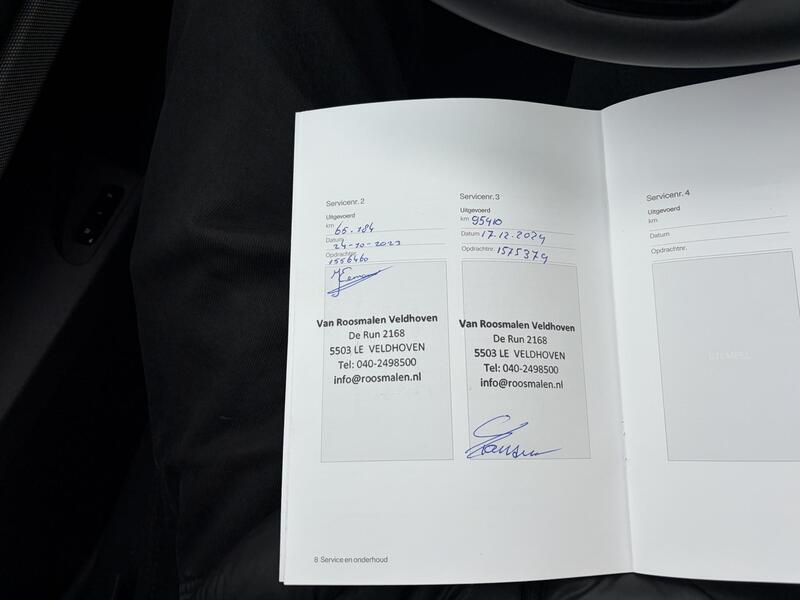 Servicenr. 2
Uitgevoerd
km 65.184
Datum 24-10-2023
Opdrachtnr. 1556460
Van Roosmalen Veldhoven
De Run 2168
5503 LE VELDHOVEN
Tel: 040-2498500
info@roosmalen.nl
Servicenr. 3
Uitgevoerd
km 95410
Datum 17-12-2024
Opdrachtnr. 1575379
Van Roosmalen Veldhoven
De Run 2168
5503 LE VELDHOVEN
Tel: 040-2498500
info@roosmalen.nl
8 Service en onderhoud
Servicenr. 4
Uitgevoerd
km
Datum
Opdrachtnr.
STEMPEL